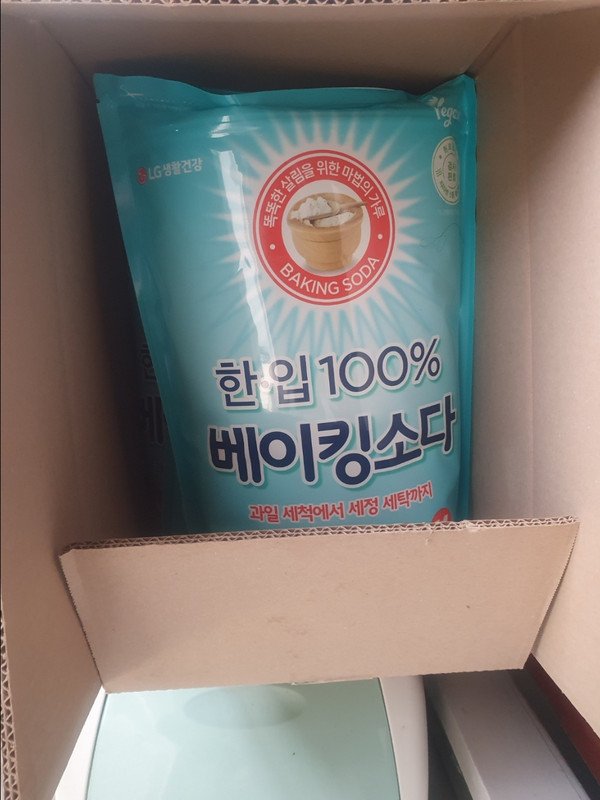 Vegan
LG생활건강
똑똑한 살림을 위한 마법의 가루
BAKING SODA
한·입 100%
베이킹소다
과일 세척에서 세정 세탁까지